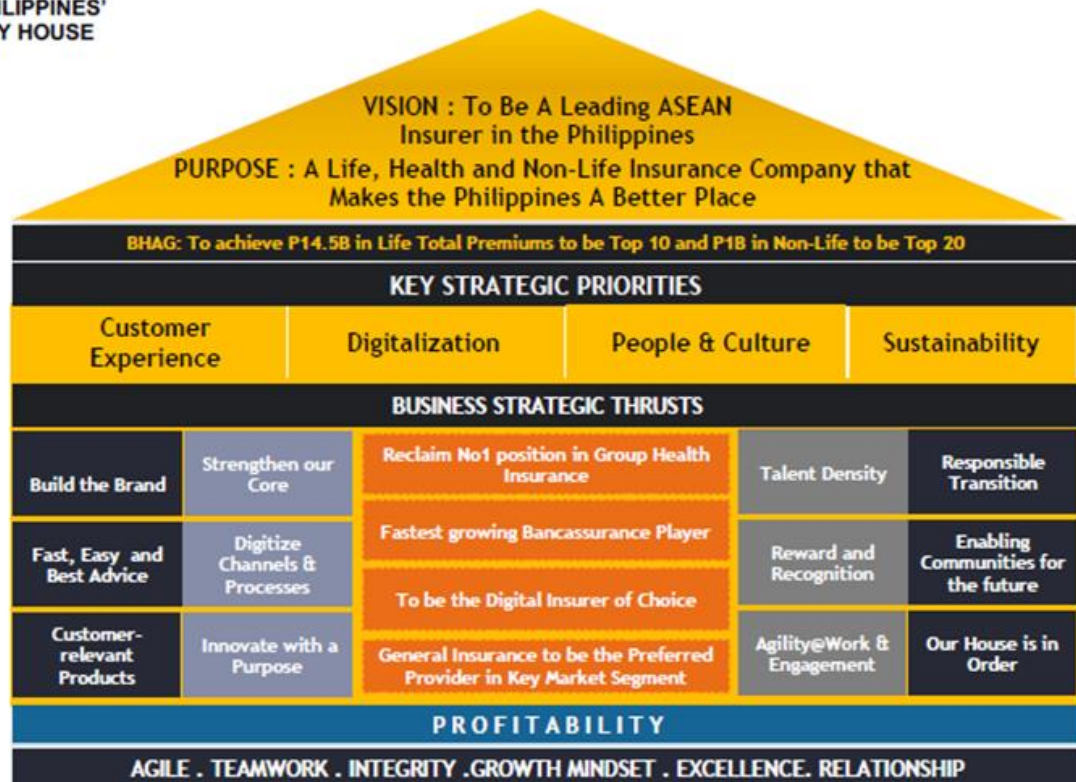 VISION : To Be A Leading ASEAN
Insurer in the Philippines
PURPOSE : A Life, Health and Non-Life Insurance Company that
Makes the Philippines A Better Place
BHAG: To achieve P14.5B in Life Total Premiums to be Top 10 and P1B in Non-Life to be Top 20
KEY STRATEGIC PRIORITIES
Customer
Experience
Digitalization
People & Culture
Sustainability
BUSINESS STRATEGIC THRUSTS
Build the Brand
Strengthen our
Core
Reclaim No1 position in Group Health
Insurance
Talent Density
Responsible
Transition
Fast, Easy and
Best Advice
Digitize
Channels &
Processes
Fastest growing Bancassurance Player
To be the Digital Insurer of Choice
Reward and
Recognition
Enabling
Communities for
the future
Customer-
relevant
Products
Innovate with a
Purpose
General Insurance to be the Preferred
Provider in Key Market Segment
Agility@Work &
Engagement
Our House is in
Order
PROFITABILITY
AGILE . TEAMWORK . INTEGRITY .GROWTH MINDSET . EXCELLENCE. RELATIONSHIP